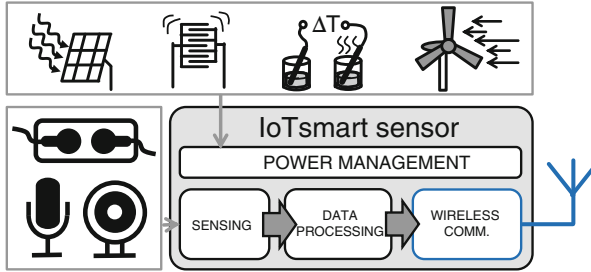 ΔT
IoTsmart sensor
POWER MANAGEMENT
SENSING
DATA
PROCESSING
WIRELESS
COMM.